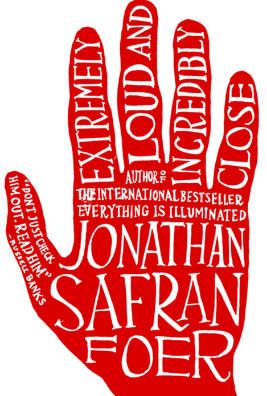 EXTREMELY
LOUD AND
INCREDIBLY
CLOSE
AUTHOR OF
THE INTERNATIONAL BESTSELLER
EVERYTHING IS ILLUMINATED
JONATHAN
SAFRAN
FOER
"DON'T JUST CHECK
HIM OUT. READ HIM"
-RUSSELL BANKS